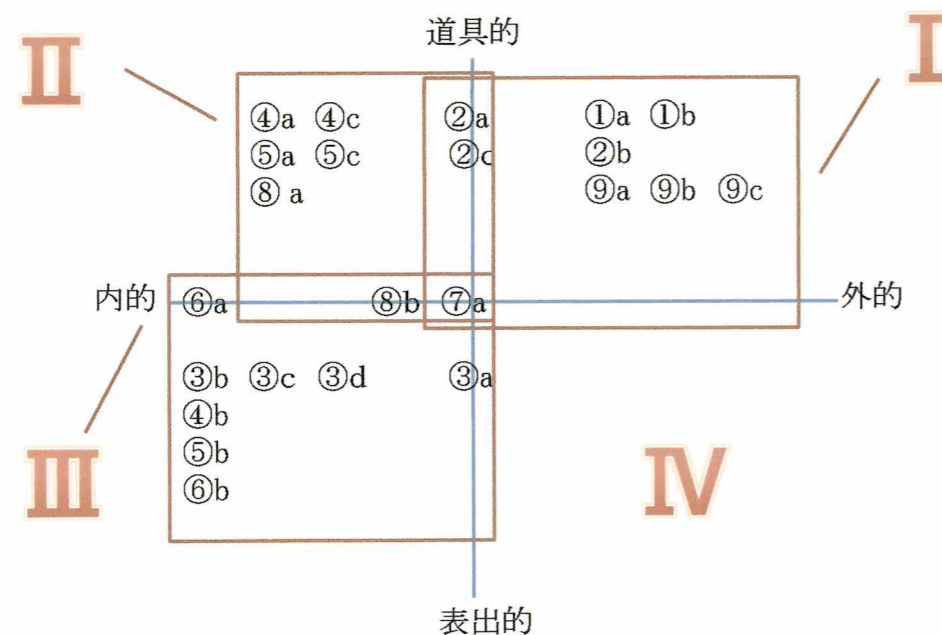 道具的
Ⅱ
Ⅰ
④a ④c ②a ①a ①b
⑤a ⑤c ②c ②b
⑧ a ⑨a ⑨b ⑨c
内的 ⑥a ⑧b ⑦a 外的
③b ③c ③d ③a
④b
⑤b
Ⅲ
Ⅳ
⑥b
表出的